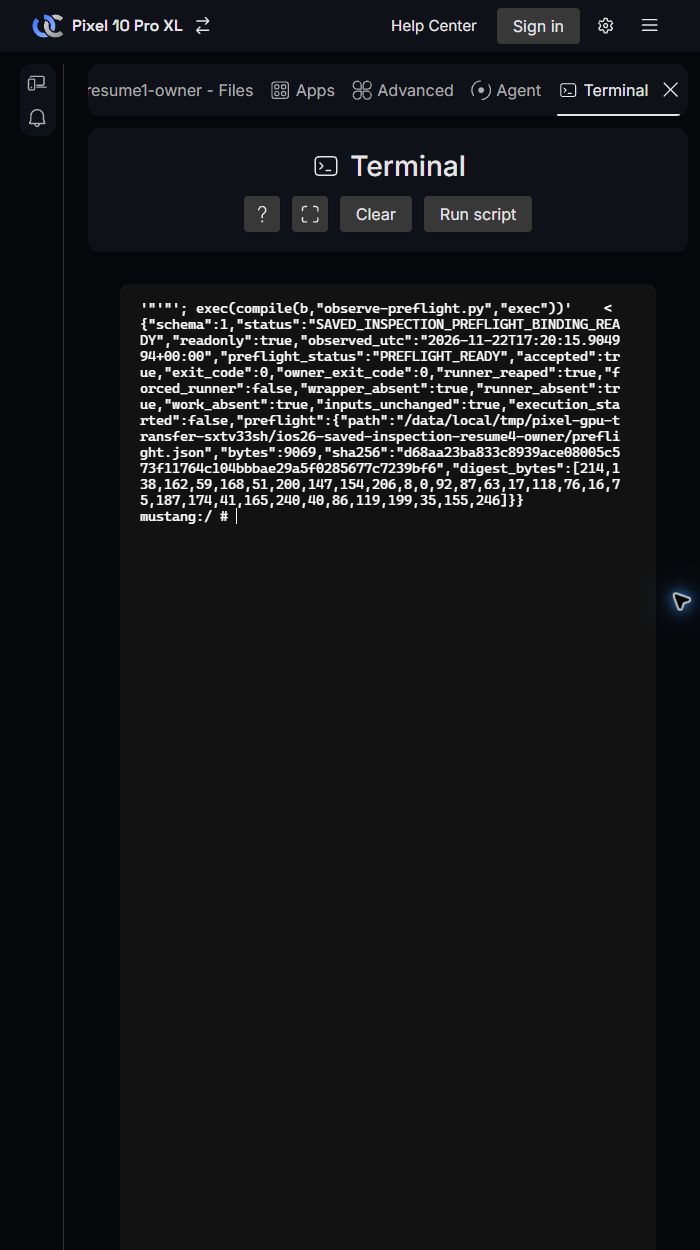 Pixel 10 Pro XL
Help Center
Sign in
resume1-owner - Files
Apps
Advanced
Agent
Terminal
Terminal
?
Clear
Run script
'"'"'; exec(compile(b,"observe-preflight.py","exec"))'    <
{"schema":1,"status":"SAVED_INSPECTION_PREFLIGHT_BINDING_REA
DY","readonly":true,"observed_utc":"2026-11-22T17:20:15.9049
94+00:00","preflight_status":"PREFLIGHT_READY","accepted":tr
ue,"exit_code":0,"owner_exit_code":0,"runner_reaped":true,"f
orced_runner":false,"wrapper_absent":true,"runner_absent":tr
ue,"work_absent":true,"inputs_unchanged":true,"execution_sta
rted":false,"preflight":{"path":"/data/local/tmp/pixel-gpu-t
ransfer-sxtv33sh/ios26-saved-inspection-resume4-owner/prefli
ght.json","bytes":9069,"sha256":"d68aa23ba833c8939ace08005c5
73f11764c104bbbae29a5f0285677c7239bf6","digest_bytes":[214,1
38,162,59,168,51,200,147,154,206,8,0,92,87,63,17,118,76,16,7
5,187,174,41,165,240,40,86,119,199,35,155,246]}}
mustang:/ #